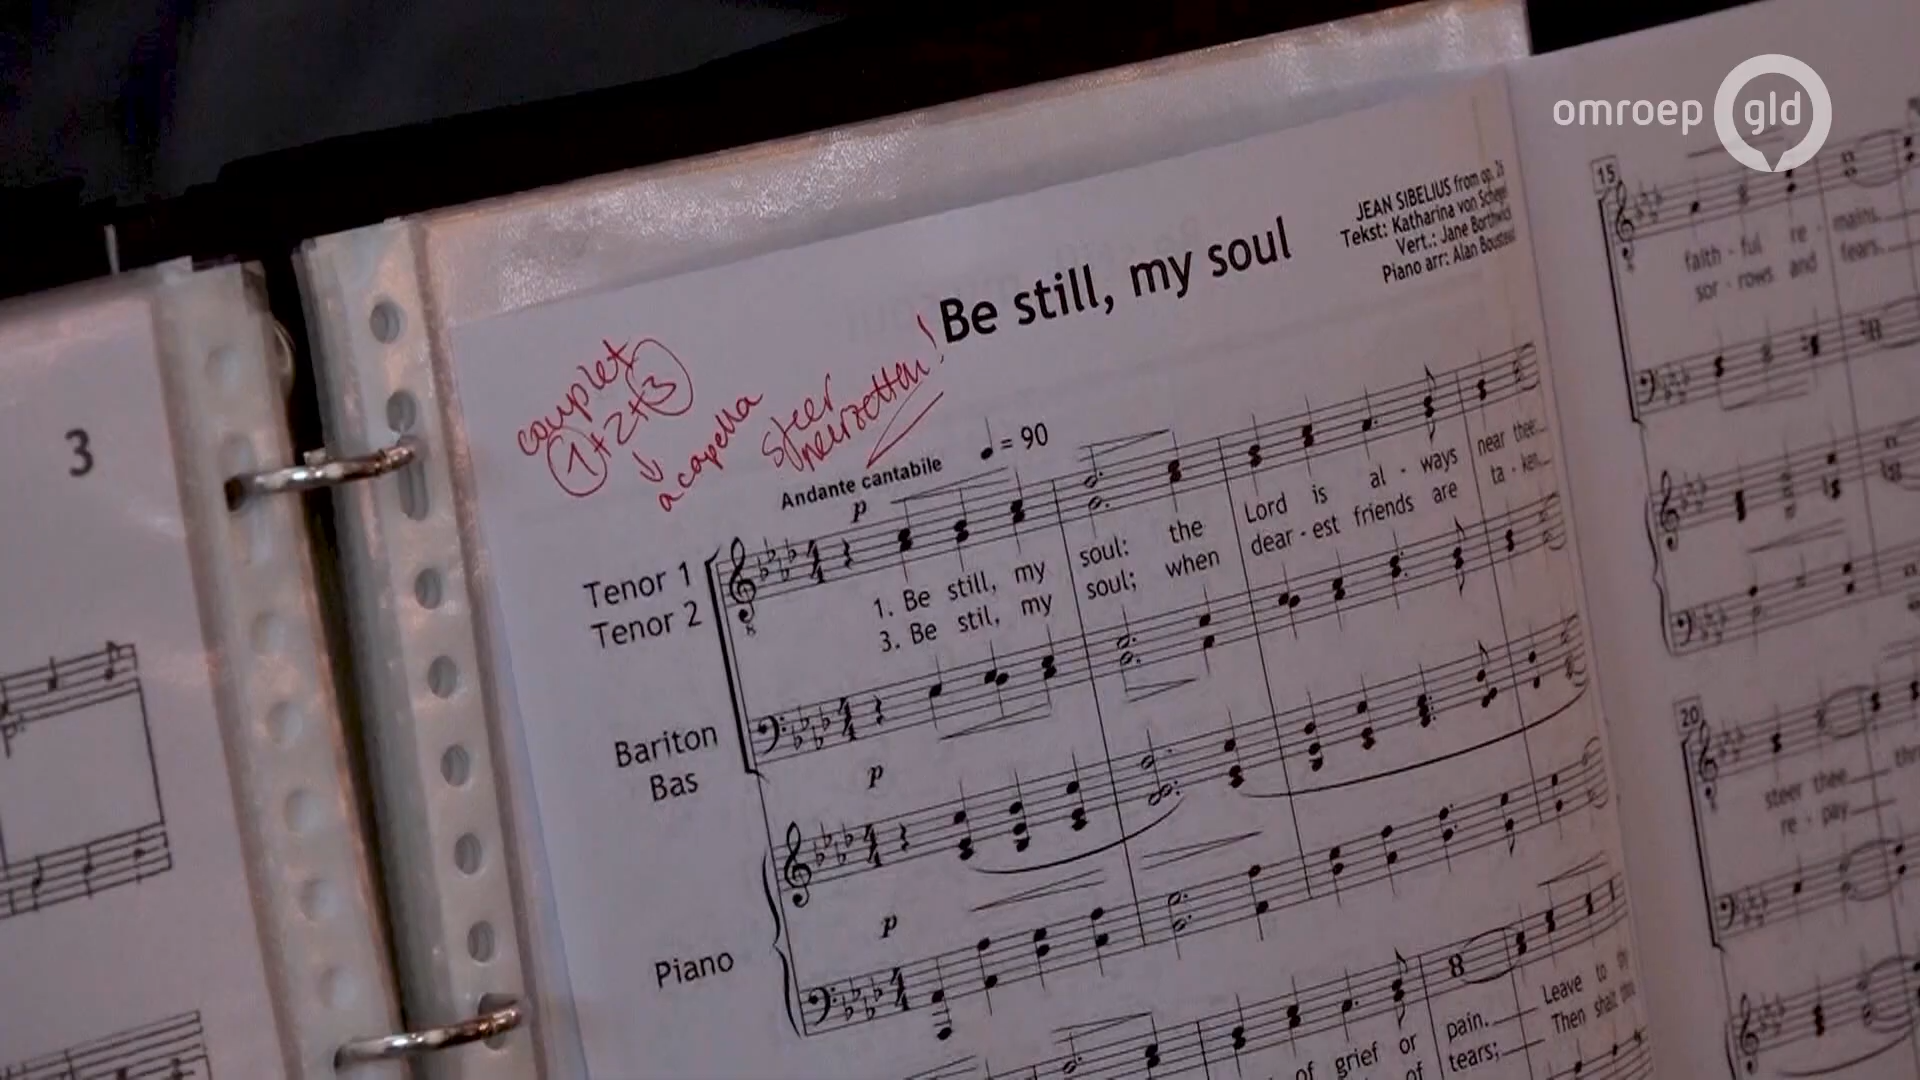 omroep gld
3
Be still, my soul
JEAN SIBELIUS from op.
Tekst: Katharina von
Vert.: Jane
Piano arr: Alan
couplet
1+2+3
a capella
sfeer
neerzetten!
Andante cantabile
= 90
p
Tenor 1
Tenor 2
1. Be still, my soul: the Lord is al - ways near thee:
3. Be stil, my soul; when dear - est friends are ta - ken
Bariton
Bas
p
Piano
p
8
of grief or pain. Leave to
of tears; Then shalt
15
faith - ful re - mains.
sor - rows and fears.
20
steer thee
re - pay